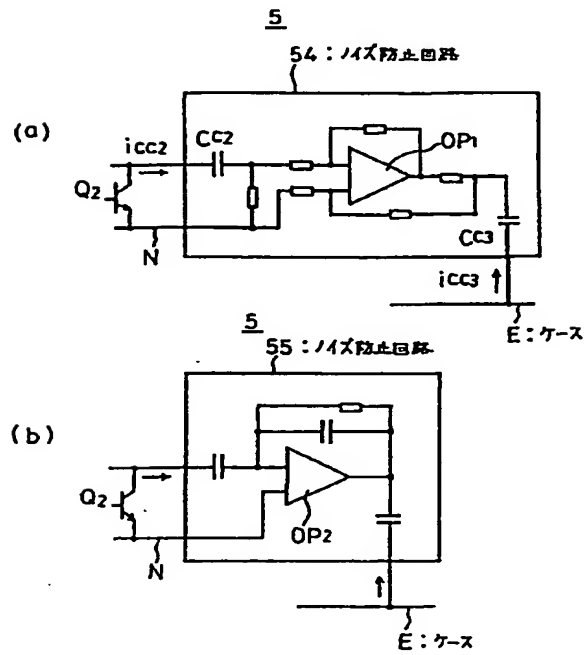 5
54:ノイズ防止回路
(a)
icc2
Cc2
OP1
Q2
N
Cc3
icc3
E:ケース
5
55:ノイズ防止回路
(b)
Q2
OP2
N
E:ケース